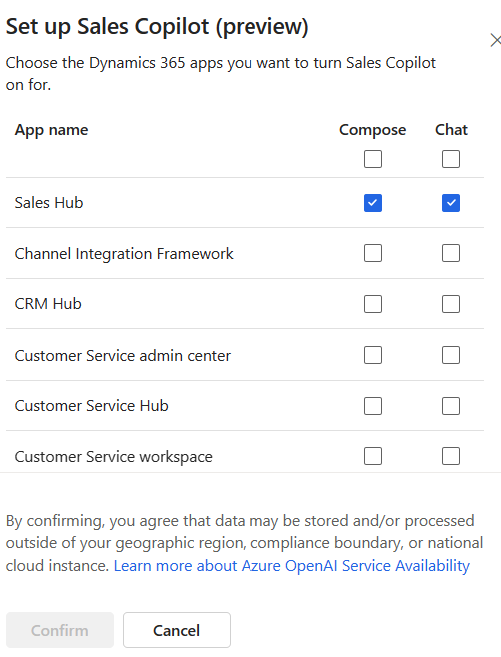 Set up Sales Copilot (preview)
Choose the Dynamics 365 apps you want to turn Sales Copilot
on for.
App name Compose Chat
Sales Hub
Channel Integration Framework
CRM Hub
Customer Service admin center
Customer Service Hub
Customer Service workspace
By confirming, you agree that data may be stored and/or processed
outside of your geographic region, compliance boundary, or national
cloud instance. Learn more about Azure OpenAI Service Availability
Confirm Cancel